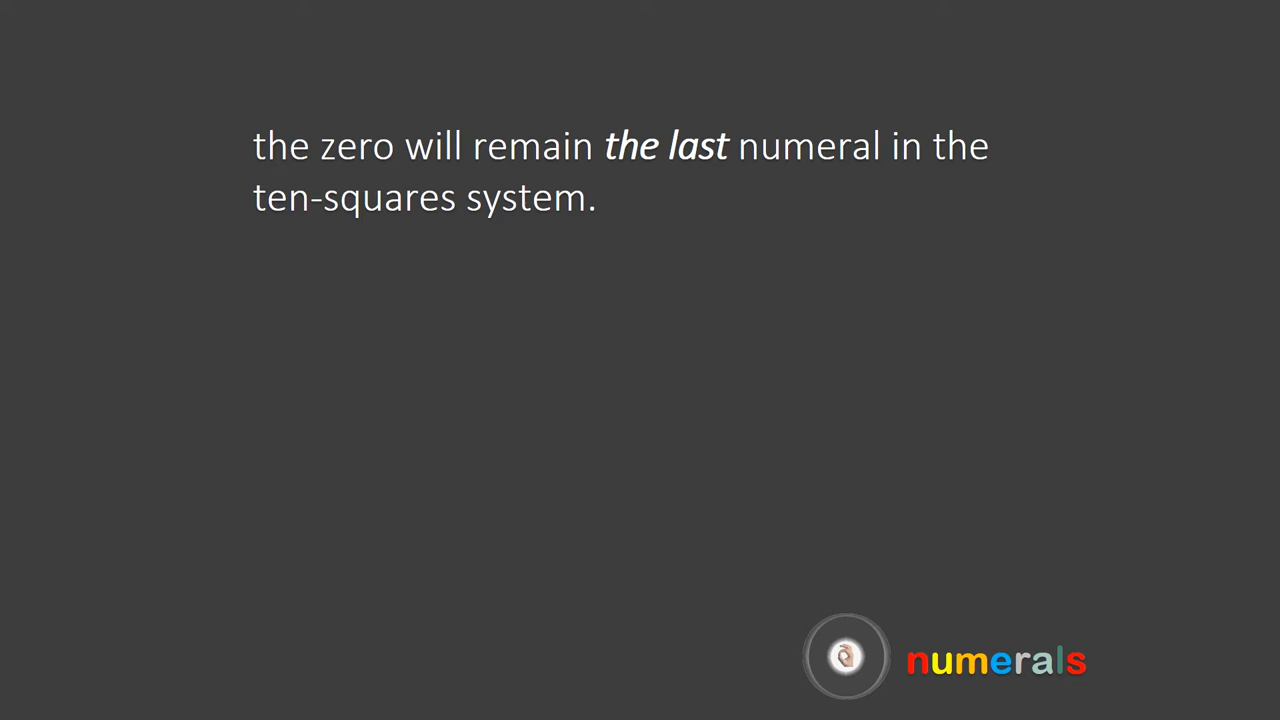 the zero will remain the last numeral in the
ten-squares system.
numerals